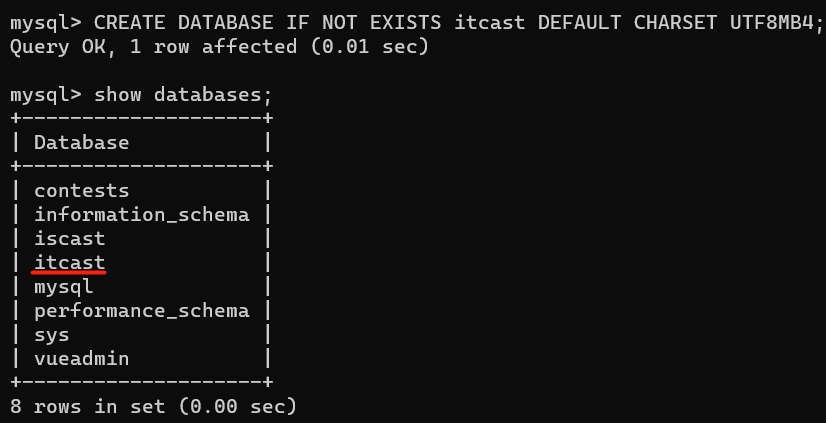 mysql> CREATE DATABASE IF NOT EXISTS itcast DEFAULT CHARSET UTF8MB4;
Query OK, 1 row affected (0.01 sec)
mysql> show databases;
+--------------------+
| Database           |
+--------------------+
| contests           |
| information_schema |
| iscast             |
| itcast             |
| mysql              |
| performance_schema |
| sys                |
| vueadmin           |
+--------------------+
8 rows in set (0.00 sec)